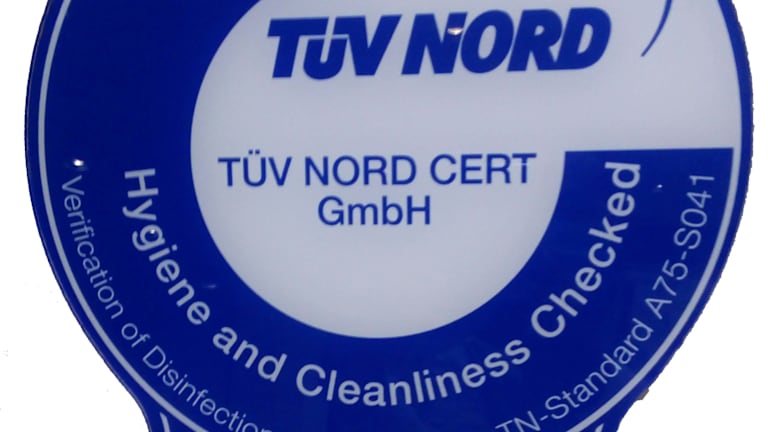 TÜV NORD
TÜV NORD CERT
GmbH
Hygiene and Cleanliness Checked
Verification of Disinfection TN-Standard A75-S041